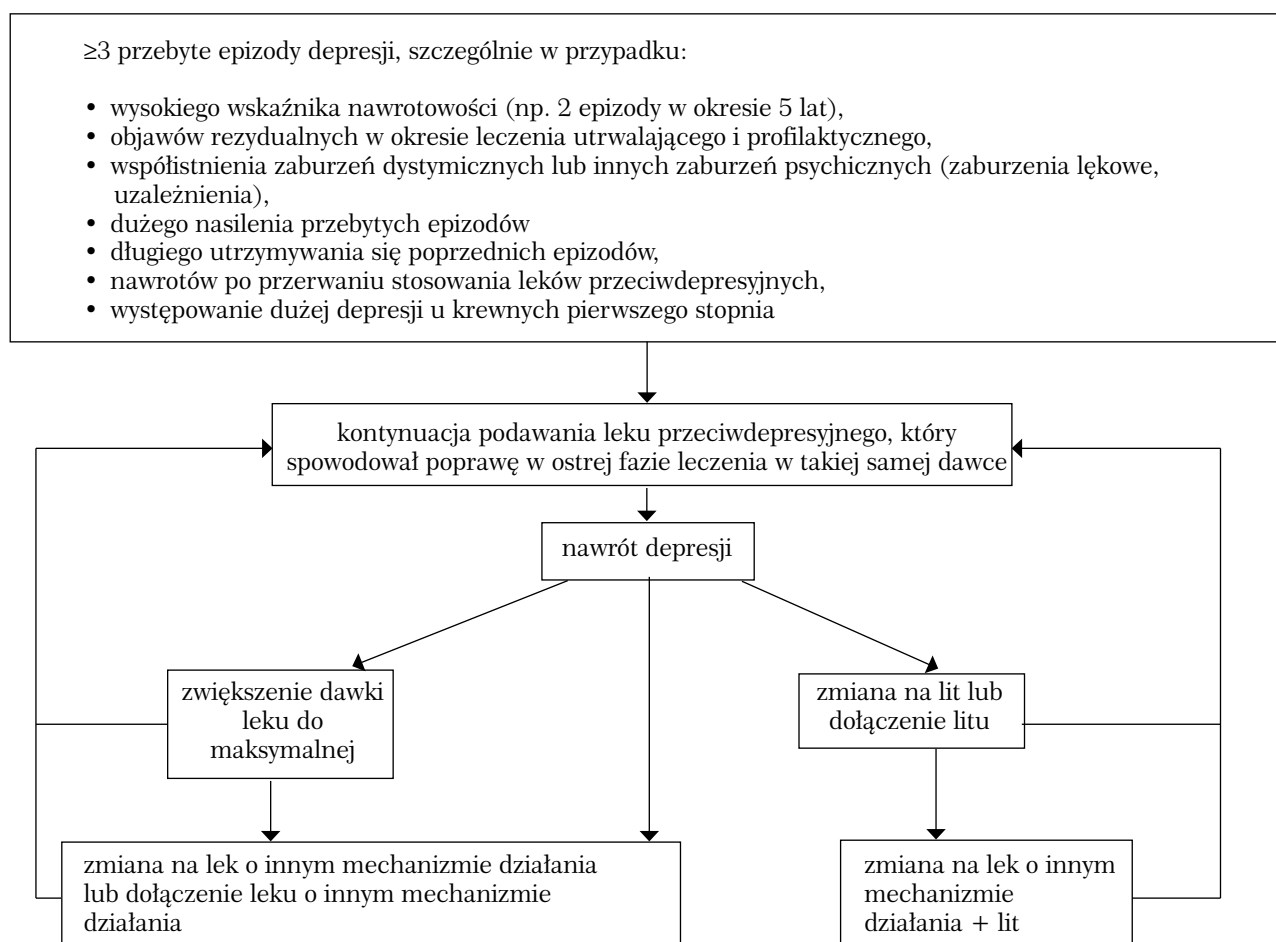 ≥3 przebyte epizody depresji, szczególnie w przypadku:
• wysokiego wskaźnika nawrotowości (np. 2 epizody w okresie 5 lat),
• objawów rezydualnych w okresie leczenia utrwalającego i profilaktycznego,
• współistnienia zaburzeń dystymicznych lub innych zaburzeń psychicznych (zaburzenia lękowe,
uzależnienia),
• dużego nasilenia przebytych epizodów
• długiego utrzymywania się poprzednich epizodów,
• nawrotów po przerwaniu stosowania leków przeciwdepresyjnych,
• występowanie dużej depresji u krewnych pierwszego stopnia
kontynuacja podawania leku przeciwdepresyjnego, który
spowodował poprawę w ostrej fazie leczenia w takiej samej dawce
nawrót depresji
zwiększenie dawki
leku do
maksymalnej
zmiana na lit lub
dołączenie litu
zmiana na lek o innym mechanizmie działania
lub dołączenie leku o innym mechanizmie
działania
zmiana na lek o innym
mechanizmie
działania + lit